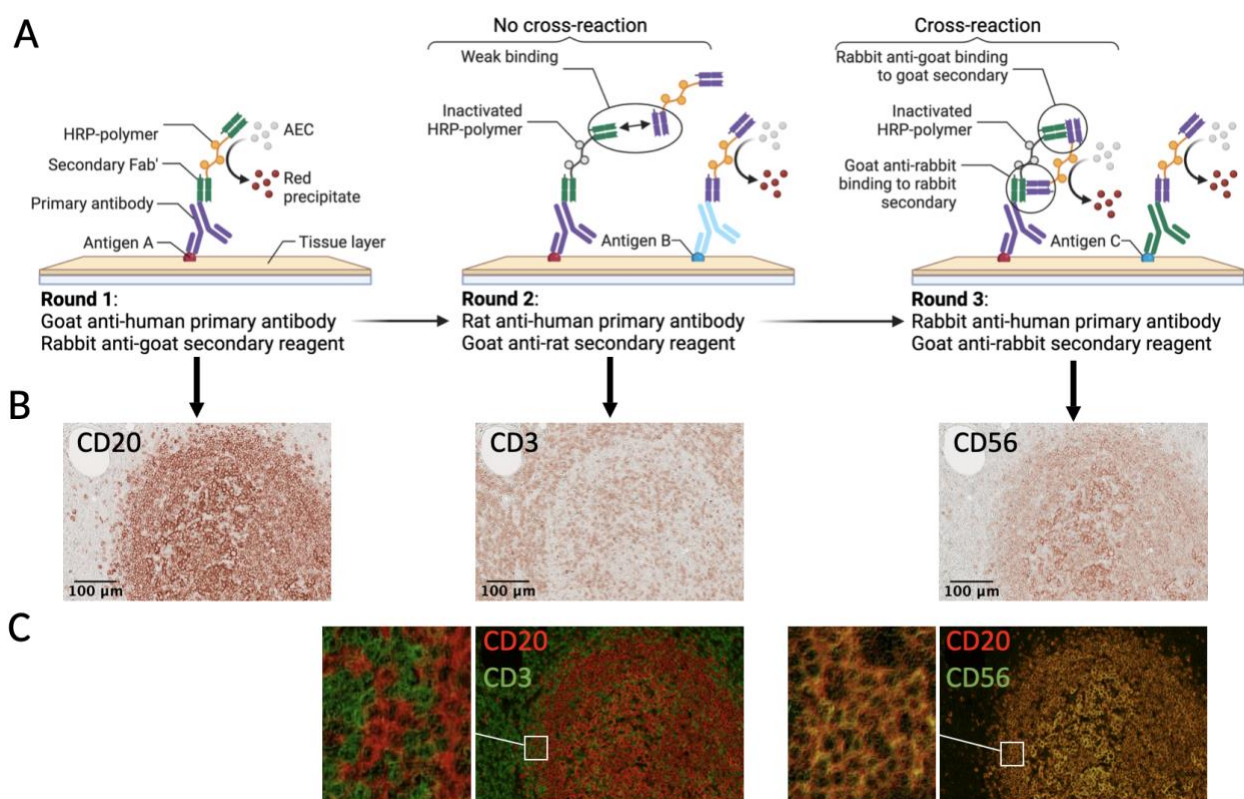 A
No cross-reaction
Cross-reaction
Weak binding
Rabbit anti-goat binding
to goat secondary
Inactivated
HRP-polymer
Inactivated
HRP-polymer
HRP-polymer
AEC
Secondary Fab'
Goat anti-rabbit
binding to rabbit
secondary
Red
precipitate
Primary antibody
Antigen A
Tissue layer
Antigen B
Antigen C
Round 1:
Goat anti-human primary antibody
Rabbit anti-goat secondary reagent
Round 2:
Rat anti-human primary antibody
Goat anti-rat secondary reagent
Round 3:
Rabbit anti-human primary antibody
Goat anti-rabbit secondary reagent
B
CD20
100 µm
CD3
100 µm
CD56
100 µm
C
CD20
CD3
CD20
CD56